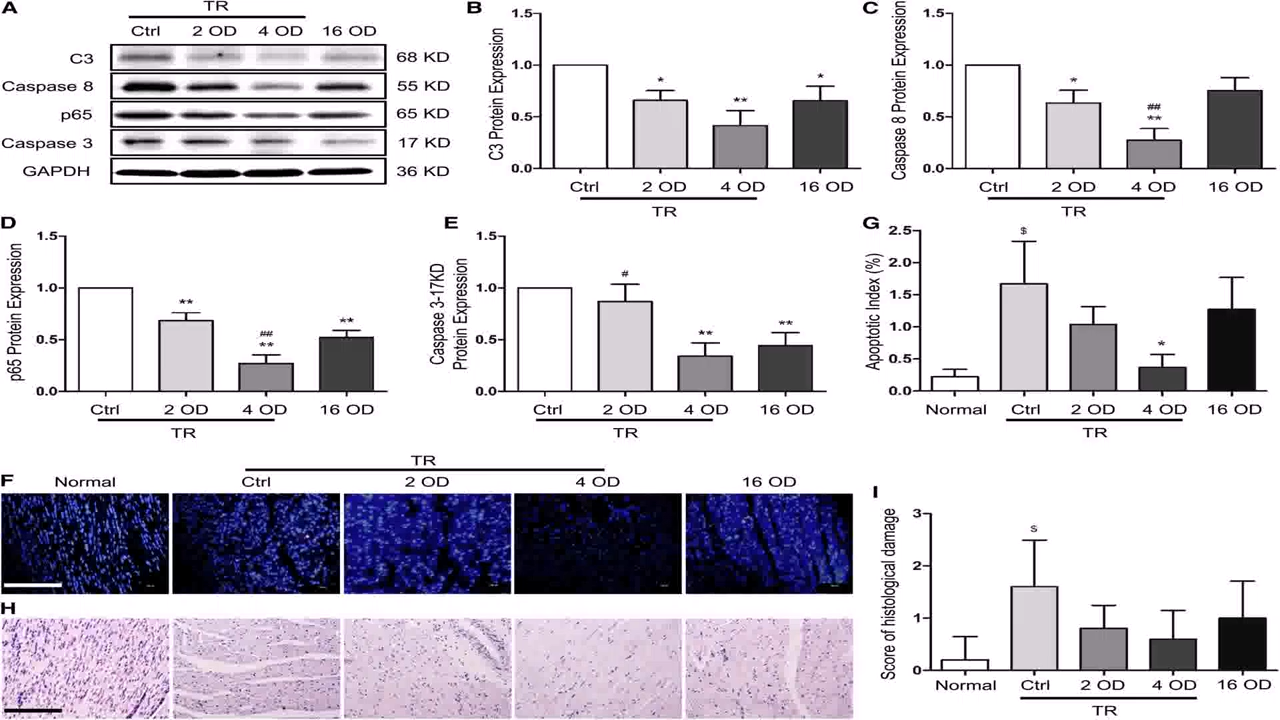 A
TR
Ctrl 2 OD 4 OD 16 OD
C3 68 KD
Caspase 8 55 KD
p65 65 KD
Caspase 3 17 KD
GAPDH 36 KD
B
C3 Protein Expression
1.5
1.0
0.5
0.0
* ** *
Ctrl 2 OD 4 OD 16 OD
TR
C
Caspase 8 Protein Expression
1.5
1.0
0.5
0.0
*
##
**
Ctrl 2 OD 4 OD 16 OD
TR
D
p65 Protein Expression
1.5
1.0
0.5
0.0
**
##
**
**
Ctrl 2 OD 4 OD 16 OD
TR
E
Caspase 3-17KD
Protein Expression
1.5
1.0
0.5
0.0
#
** **
Ctrl 2 OD 4 OD 16 OD
TR
G
Apoptotic Index (%)
2.5
2.0
1.5
1.0
0.5
0.0
$
*
Normal Ctrl 2 OD 4 OD 16 OD
TR
F
TR
Normal Ctrl 2 OD 4 OD 16 OD
H
I
Score of histological damage
3
2
1
0
$
Normal Ctrl 2 OD 4 OD 16 OD
TR